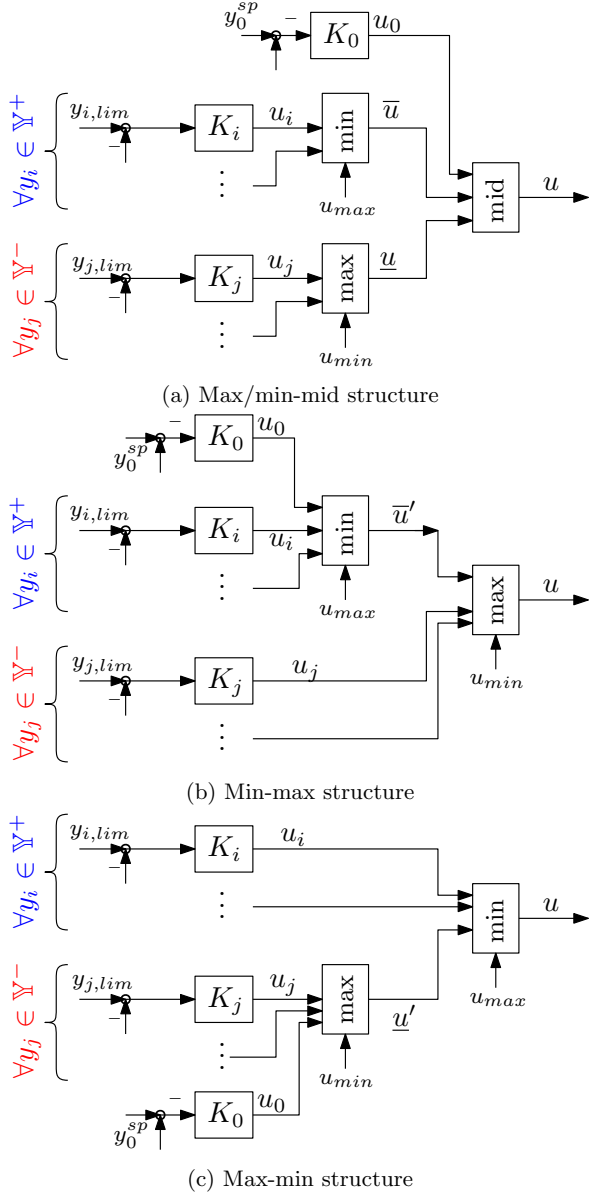 y_0^{sp} − K_0 u_0
∀y_i ∈ 𝕐^+ y_{i,lim} − K_i u_i min u̅
⋮ u_{max}
mid u
∀y_j ∈ 𝕐^− y_{j,lim} − K_j u_j max u̲
⋮ u_{min}
(a) Max/min-mid structure
y_0^{sp} − K_0 u_0
∀y_i ∈ 𝕐^+ y_{i,lim} − K_i u_i min u̅′
⋮ u_{max}
max u
u_{min}
∀y_j ∈ 𝕐^− y_{j,lim} − K_j u_j
⋮
(b) Min-max structure
∀y_i ∈ 𝕐^+ y_{i,lim} − K_i u_i
⋮
min u
u_{max}
∀y_j ∈ 𝕐^− y_{j,lim} − K_j u_j max u̲′
⋮ u_{min}
y_0^{sp} − K_0 u_0
(c) Max-min structure